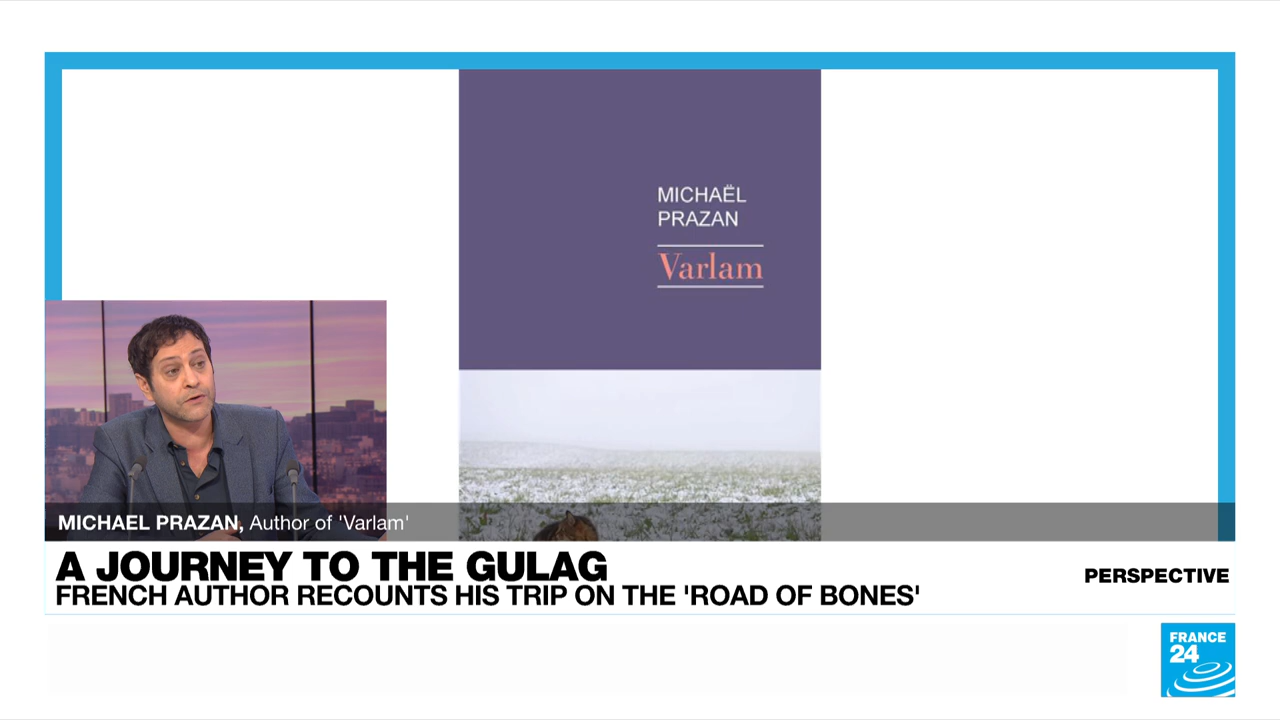 MICHAËL
PRAZAN
Varlam
MICHAEL PRAZAN, Author of 'Varlam'
A JOURNEY TO THE GULAG
FRENCH AUTHOR RECOUNTS HIS TRIP ON THE 'ROAD OF BONES'
PERSPECTIVE
FRANCE
24